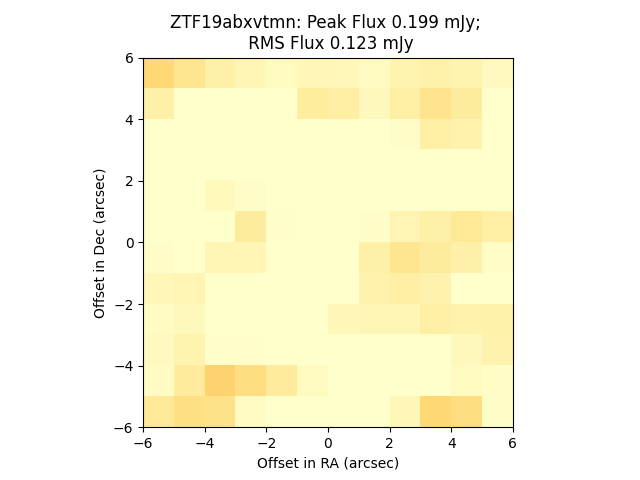 ZTF19abxvtmn: Peak Flux 0.199 mJy;
RMS Flux 0.123 mJy
6
4
2
0
−2
−4
−6
Offset in Dec (arcsec)
−6 −4 −2 0 2 4 6
Offset in RA (arcsec)